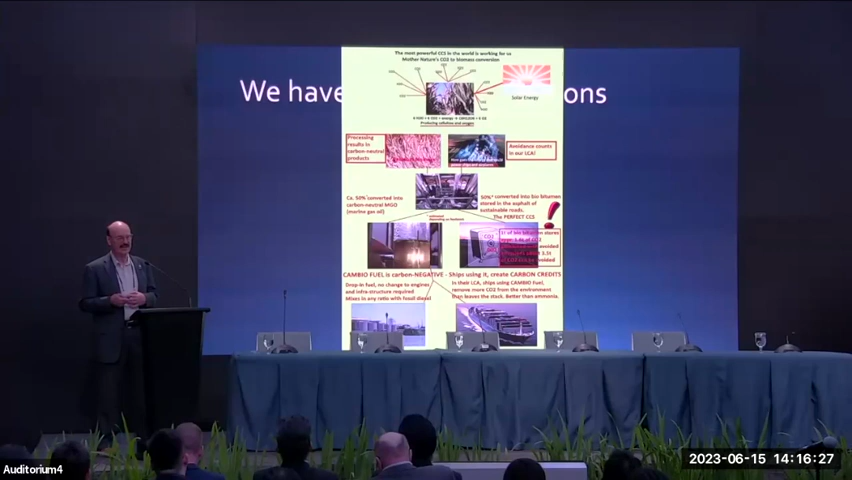 The most powerful CCS in the world is working for us
Mother Nature's CO2 to biomass conversion
We have
ons
Solar Energy
Producing cellulose and oxygen
Processing
results in
carbon-neutral
products
Avoidance counts
in our LCA!
Ca. 50%*converted into
carbon-neutral MGO
(marine gas oil)
50%* converted into bio bitumen
stored in the asphalt of
sustainable roads.
The PERFECT CCS
!
CAMBIO FUEL is carbon-NEGATIVE - Ships using it, create CARBON CREDITS
Drop in fuel, no change to engines
and infra-structure required
Mixes in any ratio with fossil diesel
In their LCA, ships using CAMBIO fuel,
remove more CO2 from the environment
than leaves the stack. Better than ammonia.
Auditorium4
2023-06-15 14:16:27